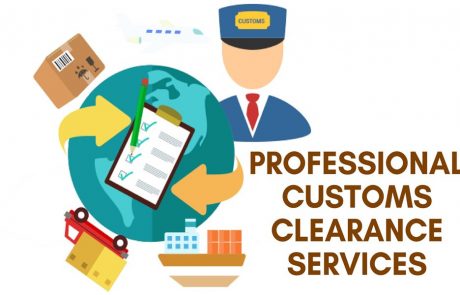 CUSTOMS
PROFESSIONAL
CUSTOMS
CLEARANCE
SERVICES